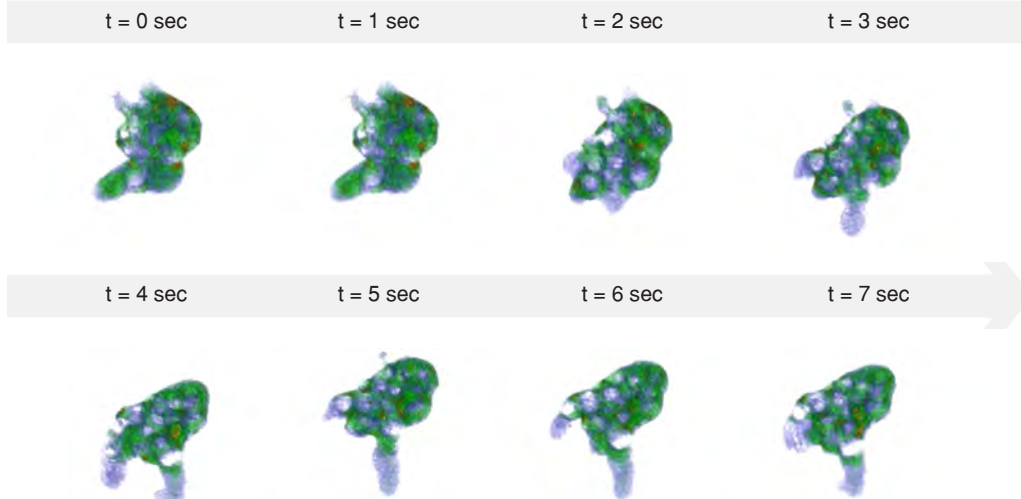 t = 0 sec t = 1 sec t = 2 sec t = 3 sec
t = 4 sec t = 5 sec t = 6 sec t = 7 sec